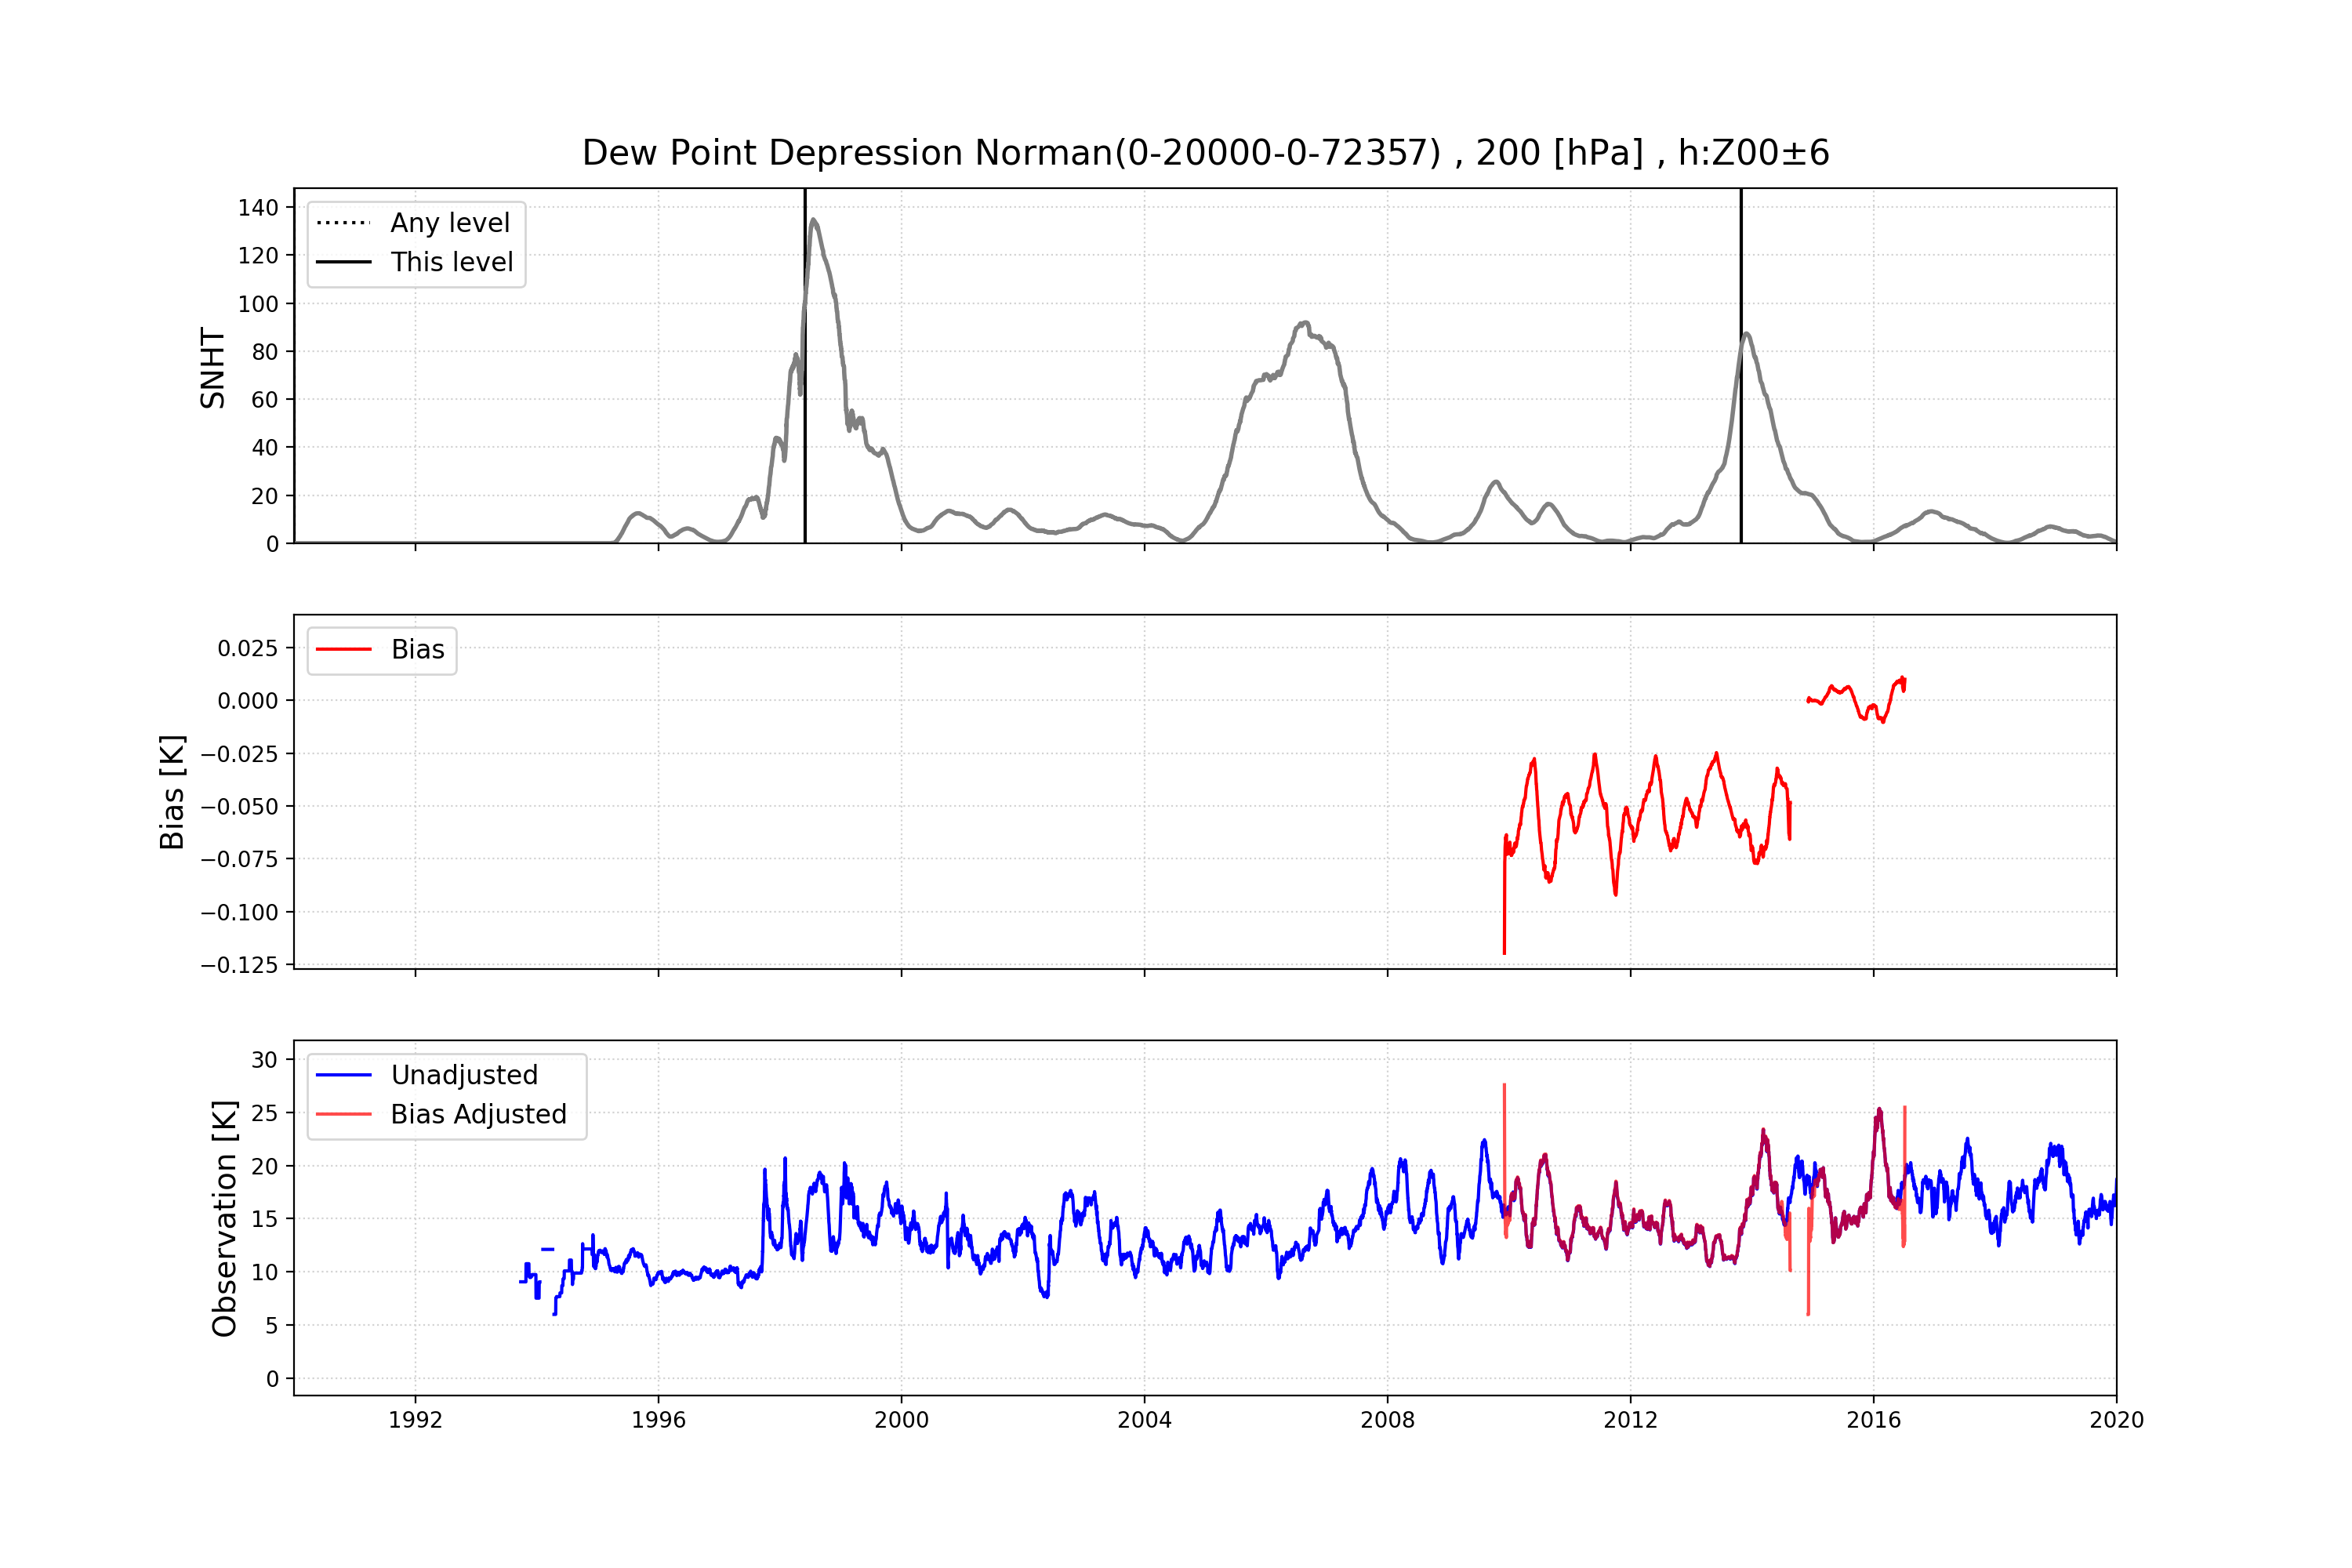 Dew Point Depression Norman(0-20000-0-72357) , 200 [hPa] , h:Z00±6
140
120
100
80
60
40
20
0
SNHT
Any level
This level
0.025
0.000
−0.025
−0.050
−0.075
−0.100
−0.125
Bias [K]
Bias
30
25
20
15
10
5
0
Observation [K]
Unadjusted
Bias Adjusted
1992 1996 2000 2004 2008 2012 2016 2020